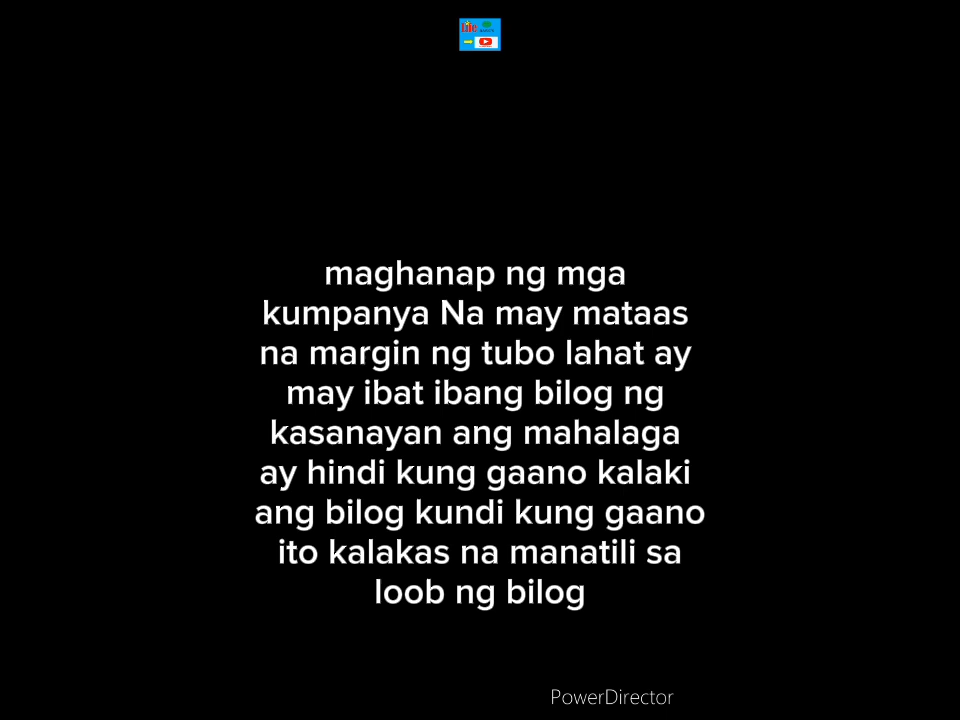 Life
maghanap ng mga
kumpanya Na may mataas
na margin ng tubo lahat ay
may ibat ibang bilog ng
kasanayan ang mahalaga
ay hindi kung gaano kalaki
ang bilog kundi kung gaano
ito kalakas na manatili sa
loob ng bilog
PowerDirector